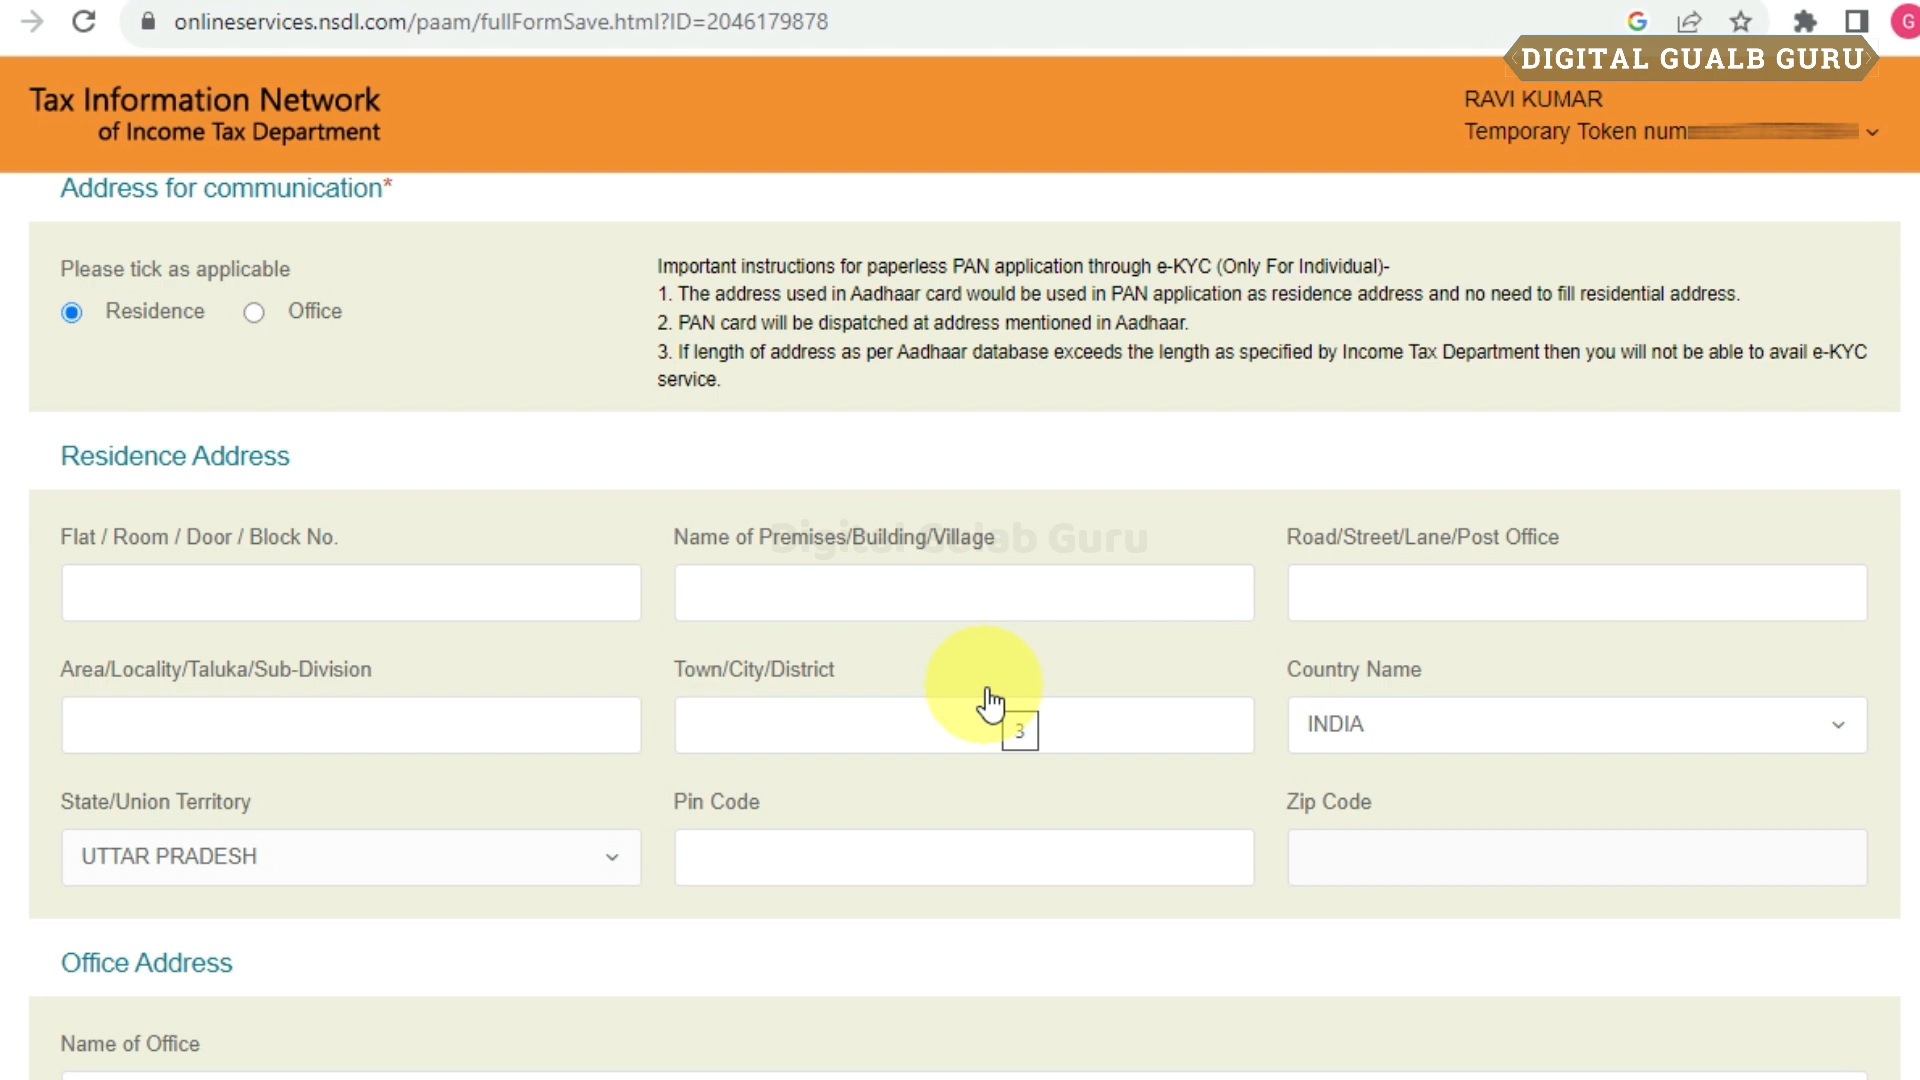 onlineservices.nsdl.com/paam/fullFormSave.html?ID=2046179878
G
G
DIGITAL GUALB GURU
Tax Information Network
of Income Tax Department
RAVI KUMAR
Temporary Token num
Address for communication*
Please tick as applicable
Residence Office
Important instructions for paperless PAN application through e-KYC (Only For Individual)-
1. The address used in Aadhaar card would be used in PAN application as residence address and no need to fill residential address.
2. PAN card will be dispatched at address mentioned in Aadhaar.
3. If length of address as per Aadhaar database exceeds the length as specified by Income Tax Department then you will not be able to avail e-KYC
service.
Residence Address
Digital Gulab Guru
Flat / Room / Door / Block No. Name of Premises/Building/Village Road/Street/Lane/Post Office
Area/Locality/Taluka/Sub-Division Town/City/District Country Name
3 INDIA
State/Union Territory Pin Code Zip Code
UTTAR PRADESH
Office Address
Name of Office